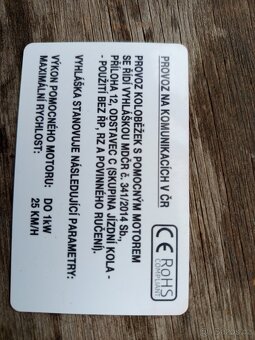 PROVOZ NA KOMUNIKACÍCH V ČR
CE RoHS
COMPLIANT
PROVOZ KOLOBĚŽEK S POMOCNÝM MOTOREM
SE ŘÍDÍ VYHLÁŠKOU MDČR č. 341/2014 Sb.,
PŘÍLOHA 12, ODSTAVEC C (SKUPINA JÍZDNÍ KOLA -
- POUŽITÍ BEZ ŘP, RZ A POVINNÉHO RUČENÍ).
VYHLÁŠKA STANOVUJE NÁSLEDUJÍCÍ PARAMETRY:
VÝKON POMOCNÉHO MOTORU: DO 1kW
MAXIMÁLNÍ RYCHLOST: 25 KM/H